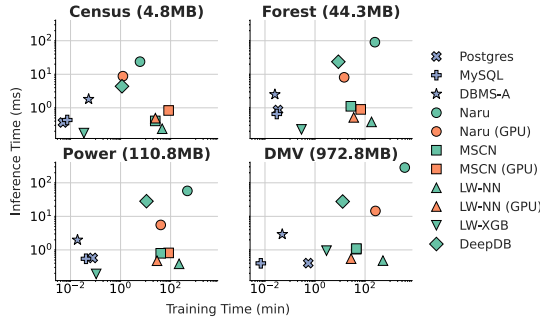 Census (4.8MB)
Forest (44.3MB)
10²
10¹
10⁰
Power (110.8MB)
DMV (972.8MB)
10²
10¹
10⁰
10⁻² 10⁰ 10²
10⁻² 10⁰ 10²
Inference Time (ms)
Training Time (min)
Postgres
MySQL
DBMS-A
Naru
Naru (GPU)
MSCN
MSCN (GPU)
LW-NN
LW-NN (GPU)
LW-XGB
DeepDB